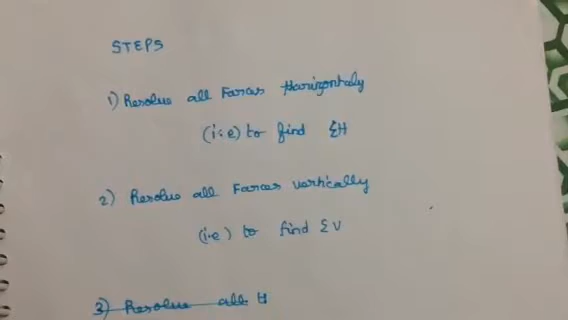 STEPS
1) Resolve all Forces Horizontaly
(i.e) to find ΣH
2) Resolve all Forces vertically
(i.e) to find ΣV
3) Resolve all H